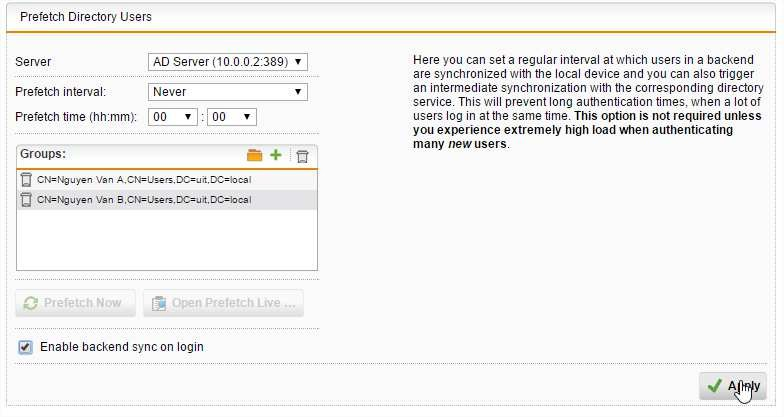 Prefetch Directory Users
Server
AD Server (10.0.0.2:389)
Prefetch interval:
Never
Prefetch time (hh:mm):
00 : 00
Groups:
CN=Nguyen Van A,CN=Users,DC=uit,DC=local
CN=Nguyen Van B,CN=Users,DC=uit,DC=local
Prefetch Now
Open Prefetch Live ...
Enable backend sync on login
Here you can set a regular interval at which users in a backend
are synchronized with the local device and you can also trigger
an intermediate synchronization with the corresponding directory
service. This will prevent long authentication times, when a lot of
users log in at the same time. This option is not required unless
you experience extremely high load when authenticating
many new users.
Apply